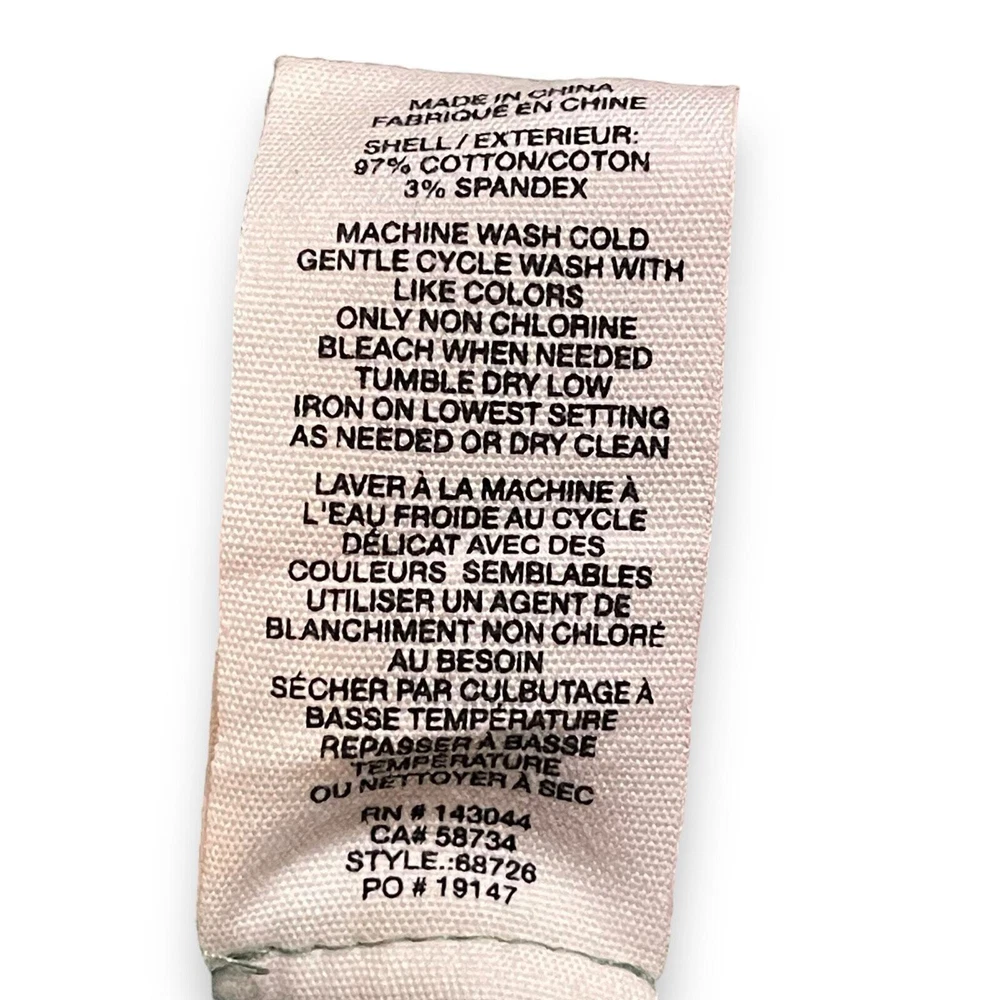 MADE IN CHINA
FABRIQUÉ EN CHINE
SHELL / EXTERIEUR:
97% COTTON/COTON
3% SPANDEX
MACHINE WASH COLD
GENTLE CYCLE WASH WITH
LIKE COLORS
ONLY NON CHLORINE
BLEACH WHEN NEEDED
TUMBLE DRY LOW
IRON ON LOWEST SETTING
AS NEEDED OR DRY CLEAN
LAVER À LA MACHINE À
L'EAU FROIDE AU CYCLE
DÉLICAT AVEC DES
COULEURS SEMBLABLES
UTILISER UN AGENT DE
BLANCHIMENT NON CHLORÉ
AU BESOIN
SÉCHER PAR CULBUTAGE À
BASSE TEMPÉRATURE
REPASSER À BASSE
TEMPÉRATURE
OU NETTOYER À SEC
RN # 143044
CA# 58734
STYLE.:68726
PO # 19147